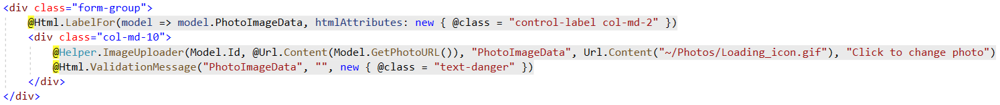 <div class="form-group">
@Html.LabelFor(model => model.PhotoImageData, htmlAttributes: new { @class = "control-label col-md-2" })
<div class="col-md-10">
@Helper.ImageUploader(Model.Id, @Url.Content(Model.GetPhotoURL()), "PhotoImageData", Url.Content("~/Photos/Loading_icon.gif"), "Click to change photo")
@Html.ValidationMessage("PhotoImageData", "", new { @class = "text-danger" })
</div>
</div>